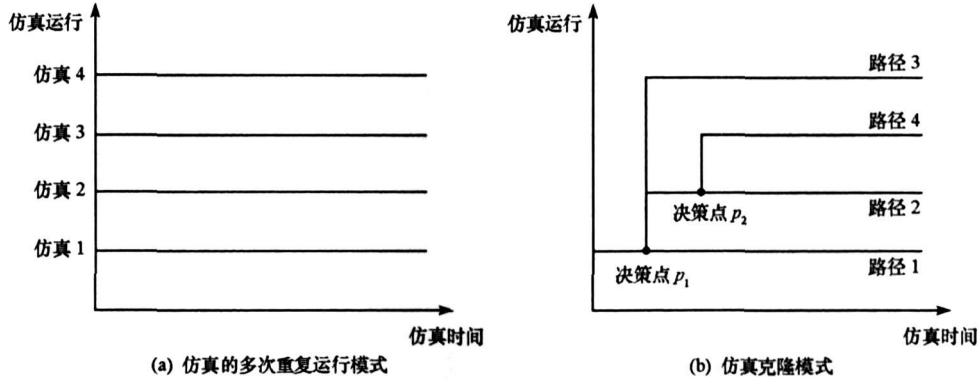 仿真运行
仿真 4
仿真 3
仿真 2
仿真 1
仿真时间
(a) 仿真的多次重复运行模式
仿真运行
路径 3
路径 4
决策点 p₂
路径 2
决策点 p₁
路径 1
仿真时间
(b) 仿真克隆模式